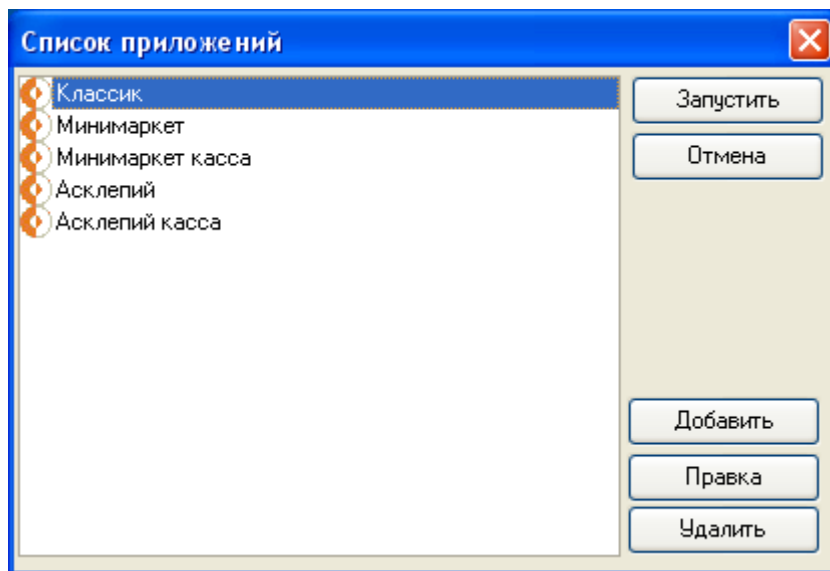 Список приложений
Классик
Минимаркет
Минимаркет касса
Асклепий
Асклепий касса
Запустить
Отмена
Добавить
Правка
Удалить